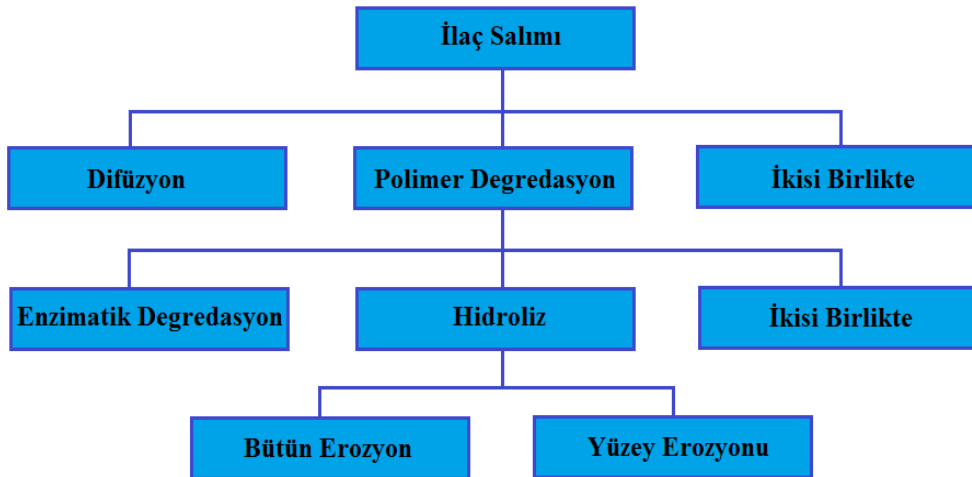 İlaç Salımı
Difüzyon
Polimer Degredasyon
İkisi Birlikte
Enzimatik Degredasyon
Hidroliz
İkisi Birlikte
Bütün Erozyon
Yüzey Erozyonu